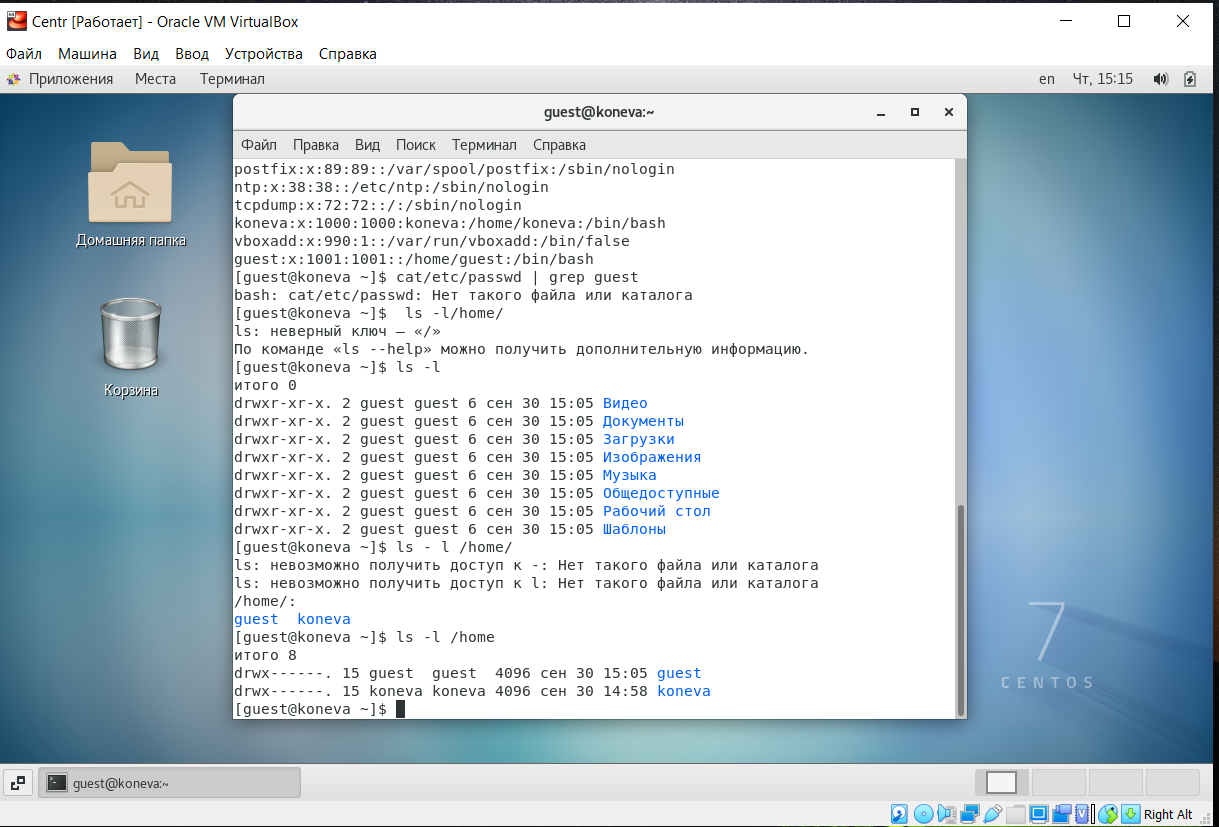 Centr [Работает] - Oracle VM VirtualBox
Файл Машина Вид Ввод Устройства Справка
Приложения Места Терминал en Чт, 15:15
guest@koneva:~
Файл Правка Вид Поиск Терминал Справка
postfix:x:89:89::/var/spool/postfix:/sbin/nologin
ntp:x:38:38::/etc/ntp:/sbin/nologin
tcpdump:x:72:72::/:/sbin/nologin
koneva:x:1000:1000:koneva:/home/koneva:/bin/bash
vboxadd:x:990:1::/var/run/vboxadd:/bin/false
guest:x:1001:1001::/home/guest:/bin/bash
[guest@koneva ~]$ cat/etc/passwd | grep guest
bash: cat/etc/passwd: Нет такого файла или каталога
[guest@koneva ~]$  ls -l/home/
ls: неверный ключ — «/»
По команде «ls --help» можно получить дополнительную информацию.
[guest@koneva ~]$ ls -l
итого 0
drwxr-xr-x. 2 guest guest 6 сен 30 15:05 Видео
drwxr-xr-x. 2 guest guest 6 сен 30 15:05 Документы
drwxr-xr-x. 2 guest guest 6 сен 30 15:05 Загрузки
drwxr-xr-x. 2 guest guest 6 сен 30 15:05 Изображения
drwxr-xr-x. 2 guest guest 6 сен 30 15:05 Музыка
drwxr-xr-x. 2 guest guest 6 сен 30 15:05 Общедоступные
drwxr-xr-x. 2 guest guest 6 сен 30 15:05 Рабочий стол
drwxr-xr-x. 2 guest guest 6 сен 30 15:05 Шаблоны
[guest@koneva ~]$ ls - l /home/
ls: невозможно получить доступ к -: Нет такого файла или каталога
ls: невозможно получить доступ к l: Нет такого файла или каталога
/home/:
guest  koneva
[guest@koneva ~]$ ls -l /home
итого 8
drwx------. 15 guest  guest  4096 сен 30 15:05 guest
drwx------. 15 koneva koneva 4096 сен 30 14:58 koneva
[guest@koneva ~]$
Домашняя папка
Корзина
7
CENTOS
guest@koneva:~
Right Alt